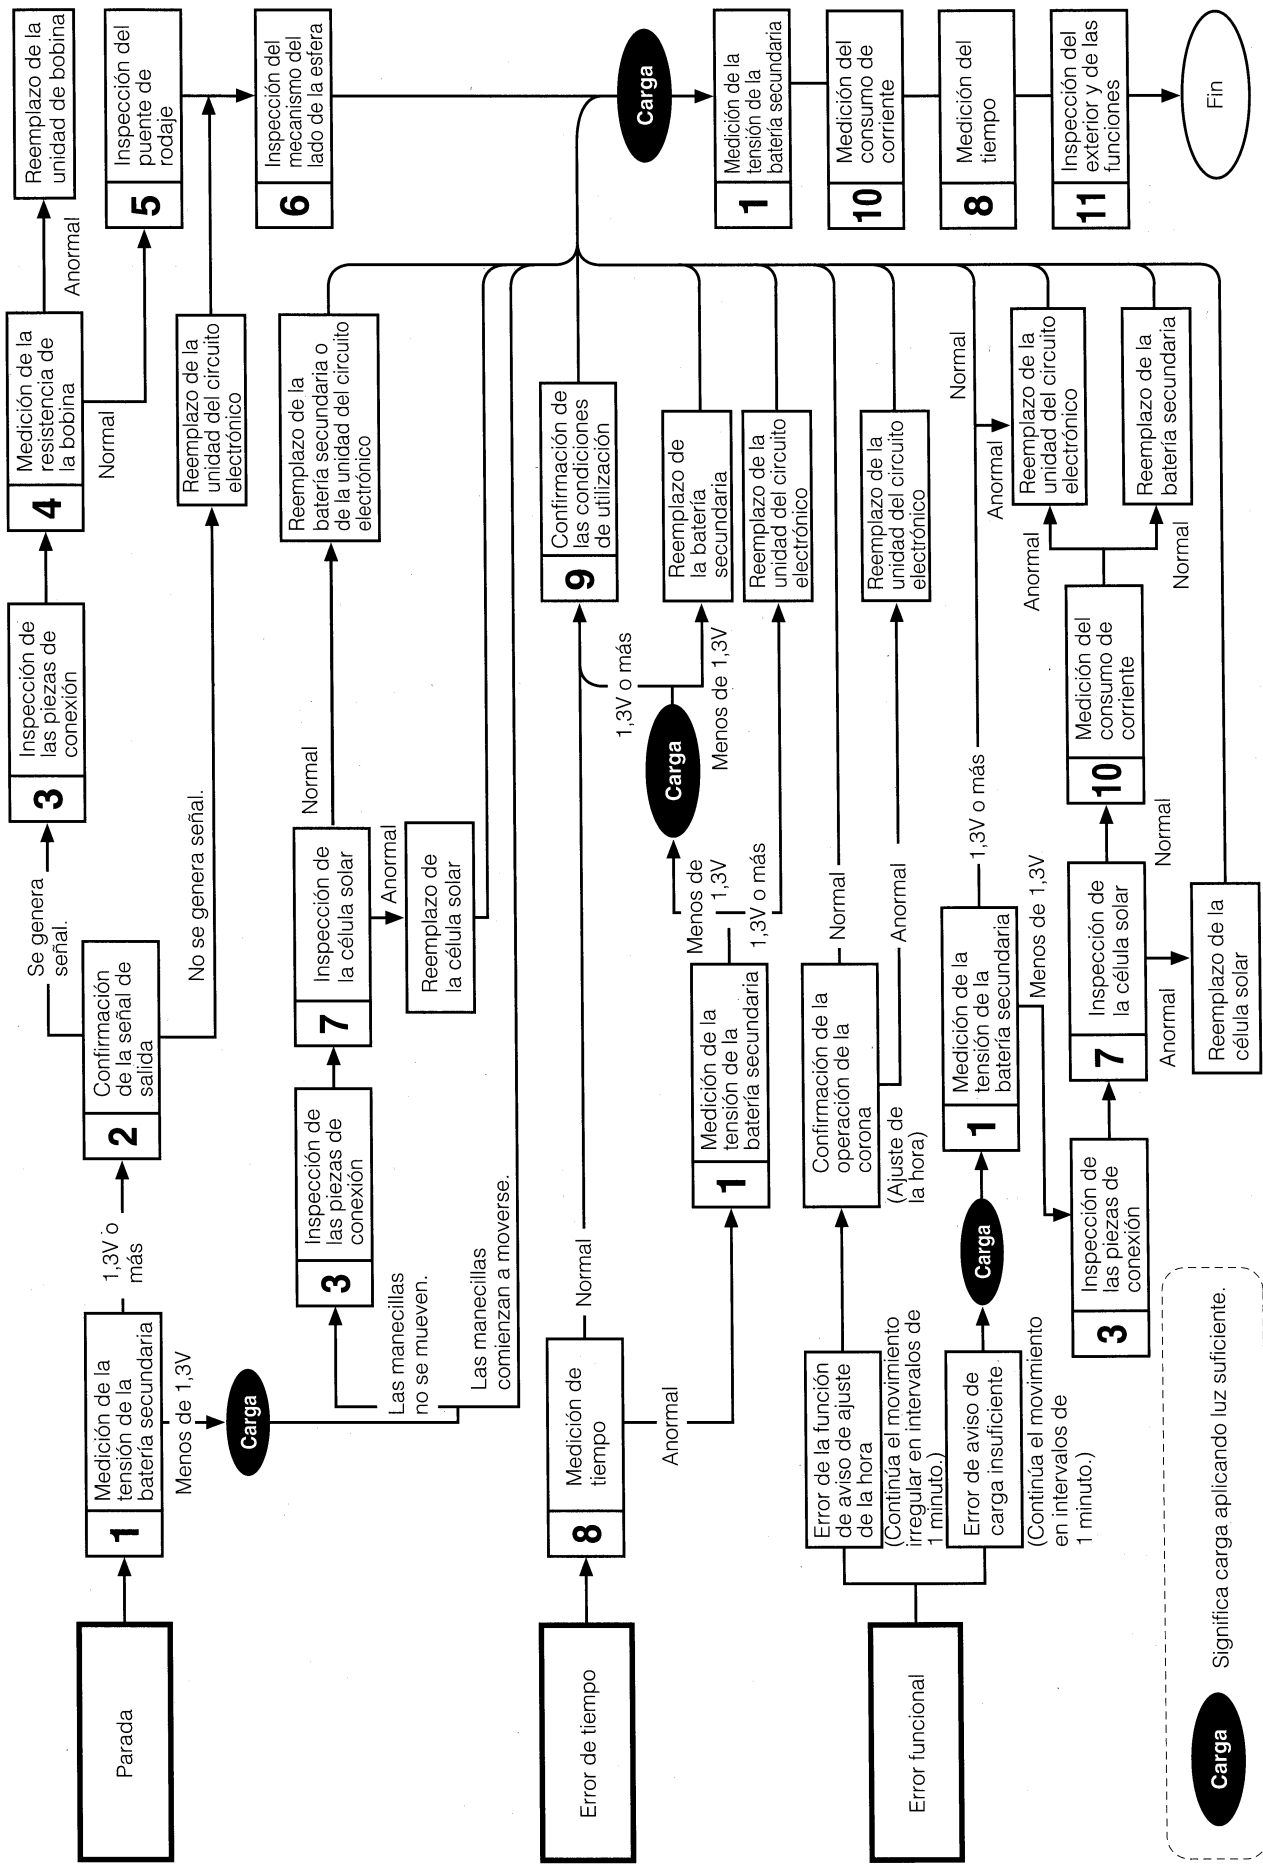 Parada
1
Medición de la
tensión de la
batería secundaria
1,3V o
más
Menos de 1,3V
Carga
2
Confirmación
de la señal de
salida
Se genera
señal.
No se genera señal.
3
Inspección de
las piezas de
conexión
4
Medición de la
resistencia de
la bobina
Anormal
Normal
Reemplazo de la
unidad de bobina
5
Inspección del
puente de
rodaje
Reemplazo de la
unidad del circuito
electrónico
6
Inspección del
mecanismo del
lado de la esfera
Las manecillas
no se mueven.
Las manecillas
comienzan a moverse.
3
Inspección de
las piezas de
conexión
7
Inspección de
la célula solar
Normal
Anormal
Reemplazo de
la célula solar
Reemplazo de la
batería secundaria o
de la unidad del circuito
electrónico
Error de tiempo
8
Medición de
tiempo
Normal
Anormal
1
Medición de la
tensión de la
batería secundaria
Menos de
1,3V
1,3V o más
Carga
1,3V o más
Menos de 1,3V
9
Confirmación de
las condiciones
de utilización
Reemplazo de
la batería
secundaria
Reemplazo de la
unidad del circuito
electrónico
Error funcional
Error de la función
de aviso de ajuste
de la hora
(Continúa el movimiento
irregular en intervalos de
1 minuto.)
Confirmación de la
operación de la
corona
(Ajuste de
la hora)
Normal
Anormal
Reemplazo de la
unidad del circuito
electrónico
Error de aviso de
carga insuficiente
(Continúa el movimiento
en intervalos de
1 minuto.)
Carga
1
Medición de la
tensión de la
batería secundaria
1,3V o más
Menos de 1,3V
Normal
Anormal
3
Inspección de
las piezas de
conexión
7
Inspección de
la célula solar
Normal
Anormal
Reemplazo de la
célula solar
10
Medición del
consumo de
corriente
Anormal
Normal
Reemplazo de la
unidad del circuito
electrónico
Reemplazo de la
batería secundaria
Carga
1
Medición de la
tensión de la
batería secundaria
10
Medición del
consumo de
corriente
8
Medición del
tiempo
11
Inspección del
exterior y de las
funciones
Fin
Carga
Significa carga aplicando luz suficiente.